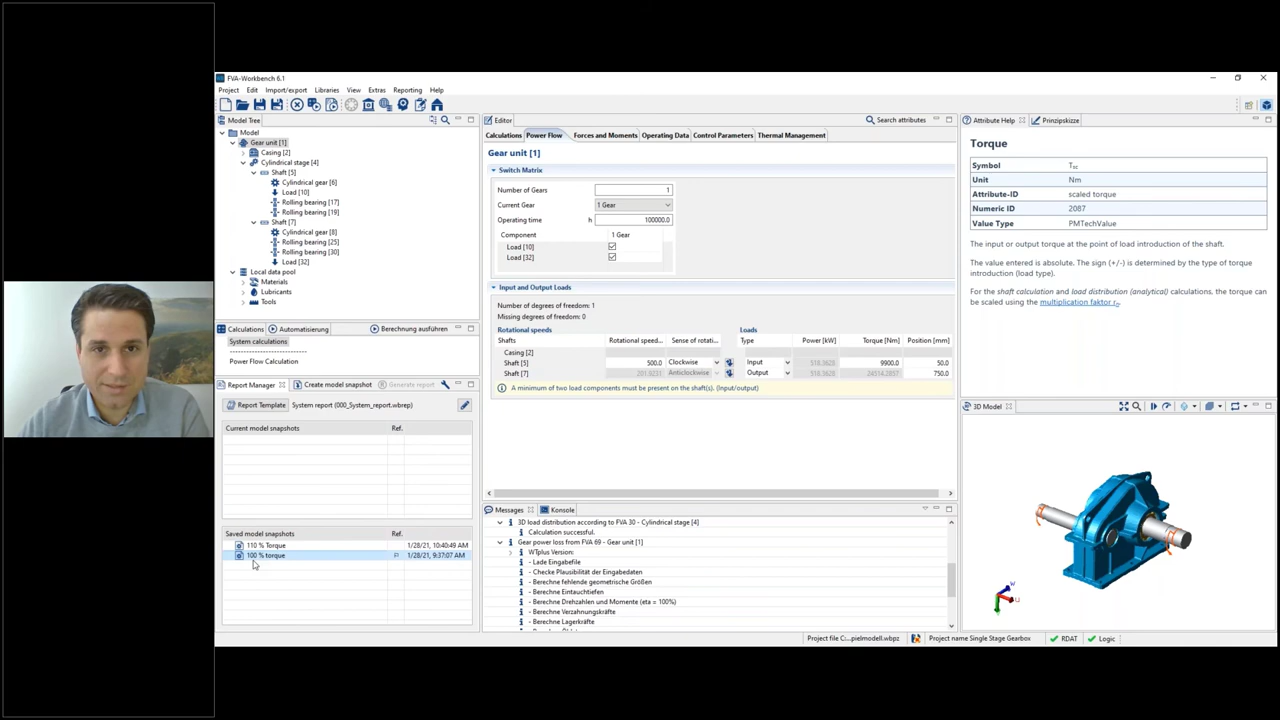 FVA-Workbench 6.1
Project Edit Import/export Libraries View Extras Reporting Help
Model Tree
Model
Gear unit [1]
Casing [2]
Cylindrical stage [4]
Shaft [5]
Cylindrical gear [6]
Load [10]
Rolling bearing [17]
Rolling bearing [19]
Shaft [7]
Cylindrical gear [8]
Rolling bearing [25]
Rolling bearing [30]
Load [32]
Local data pool
Materials
Lubricants
Tools
Calculations Automatisierung Berechnung ausführen
System calculations
------------------------
Power Flow Calculation
Report Manager Create model snapshot Generate report
Report Template System report (000_System_report.wbrep)
Current model snapshots Ref.
Saved model snapshots Ref.
110 % Torque 1/28/21, 10:40:49 AM
100 % torque 1/28/21, 9:37:07 AM
Editor Search attributes
Calculations Power Flow Forces and Moments Operating Data Control Parameters Thermal Management
Gear unit [1]
Switch Matrix
Number of Gears 1
Current Gear 1 Gear
Operating time h 100000.0
Component 1 Gear
Load [10]
Load [32]
Input and Output Loads
Number of degrees of freedom: 1
Missing degrees of freedom: 0
Rotational speeds Loads
Shafts Rotational speed... Sense of rotati... Type Power [kW] Torque [Nm] Position [mm]
Casing [2]
Shaft [5] 500.0 Clockwise Input 518.3628 9900.0 50.0
Shaft [7] 201.9231 Anticlockwise Output 518.3628 24514.2857 750.0
A minimum of two load components must be present on the shaft(s). (Input/output)
Messages Konsole
3D load distribution according to FVA 30 - Cylindrical stage [4]
Calculation successful.
Gear power loss from FVA 69 - Gear unit [1]
WTplus Version:
- Lade Eingabefile
- Checke Plausibilität der Eingabedaten
- Berechne fehlende geometrische Größen
- Berechne Eintauchtiefen
- Berechne Drehzahlen und Momente (eta = 100%)
- Berechne Verzahnungskräfte
- Berechne Lagerkräfte
Attribute Help Prinzipskizze
Torque
Symbol Tsc
Unit Nm
Attribute-ID scaled torque
Numeric ID 2087
Value Type PMTechValue
The input or output torque at the point of load introduction of the shaft.
The value entered is absolute. The sign (+/-) is determined by the type of torque
introduction (load type).
For the shaft calculation and load distribution (analytical) calculations, the torque can
be scaled using the multiplication faktor
3D Model
w
u
Project file C:...pielmodell.wbpz Project name Single Stage Gearbox RDAT Logic